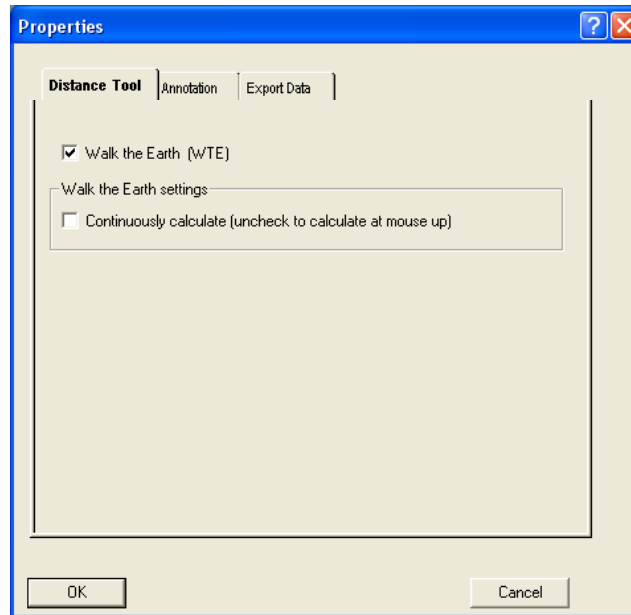 Properties
Distance Tool Annotation Export Data
Walk the Earth (WTE)
Walk the Earth settings
Continuously calculate (uncheck to calculate at mouse up)
OK Cancel